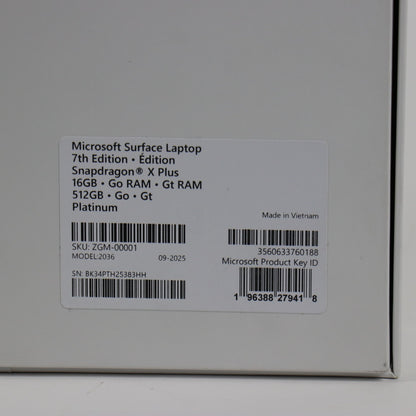 Microsoft Surface Laptop
7th Edition • Édition
Snapdragon® X Plus
16GB • Go RAM • Gt RAM
512GB • Go • Gt
Platinum
Made in Vietnam
SKU: ZGM-00001
MODEL:2036 09-2025
SN: BK34PTH25383HH
3560633760188
Microsoft Product Key ID
1 96388 27941 8